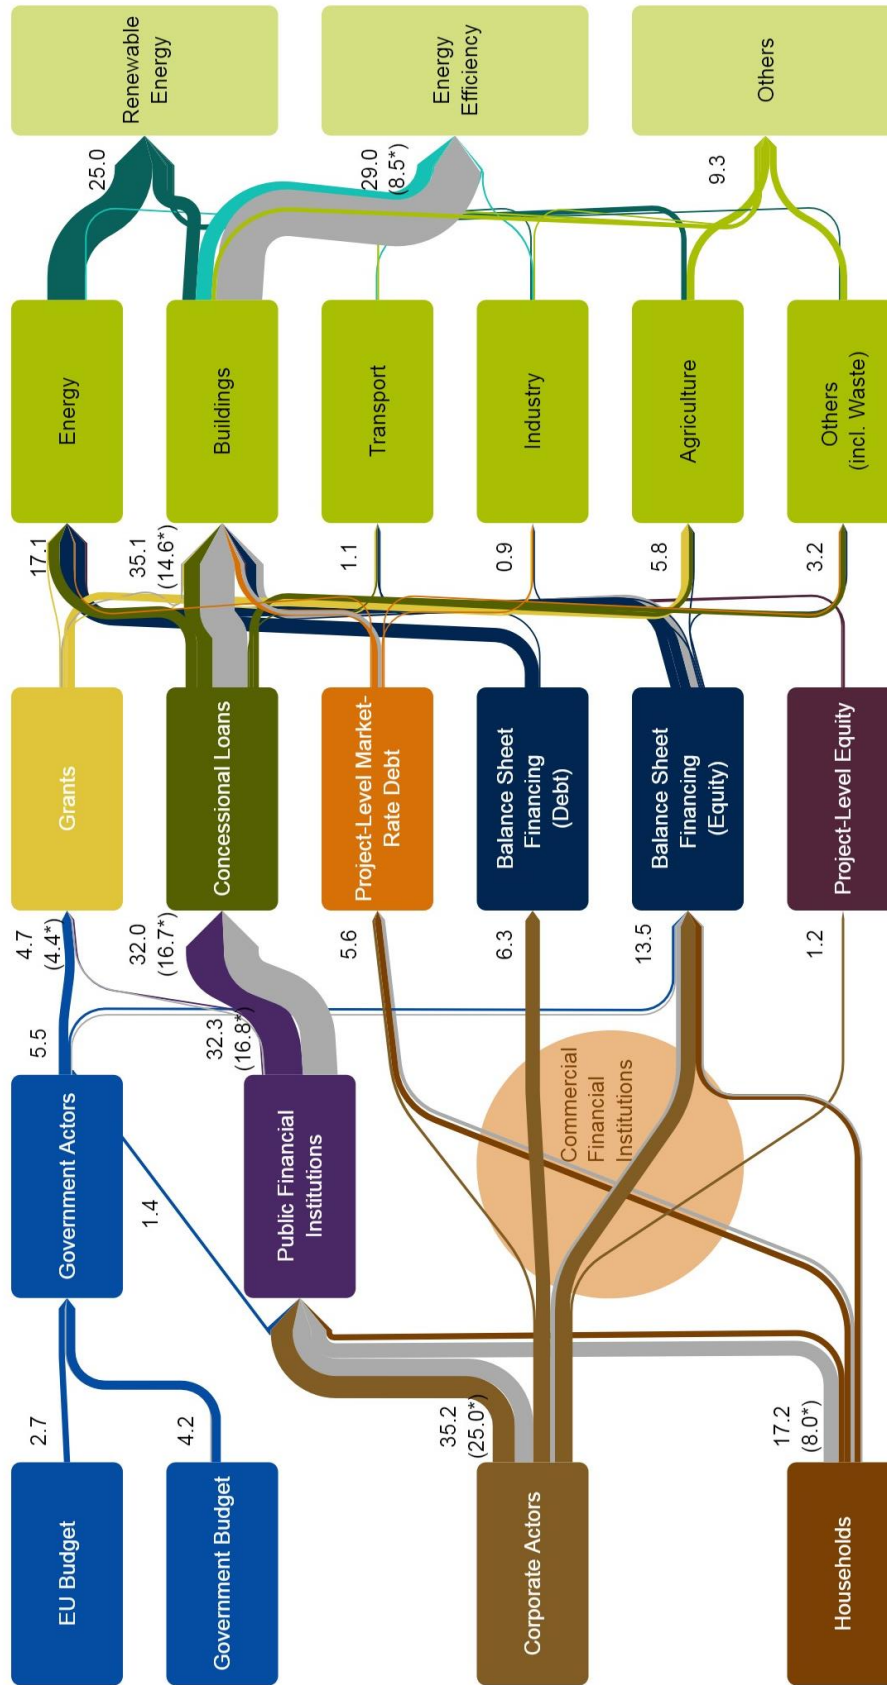 EU Budget
2.7
Government Budget
4.2
Corporate Actors
35.2
(25.0*)
Households
17.2
(8.0*)
Government Actors
5.5
1.4
Public Financial
Institutions
32.3
(16.8*)
Commercial
Financial
Institutions
4.7
(4.4*)
Grants
32.0
(16.7*)
Concessional Loans
5.6
Project-Level Market-
Rate Debt
6.3
Balance Sheet
Financing
(Debt)
13.5
Balance Sheet
Financing
(Equity)
1.2
Project-Level Equity
17.1
Energy
35.1
(14.6*)
Buildings
1.1
Transport
0.9
Industry
5.8
Agriculture
3.2
Others
(incl. Waste)
25.0
Renewable
Energy
29.0
(8.5*)
Energy
Efficiency
9.3
Others